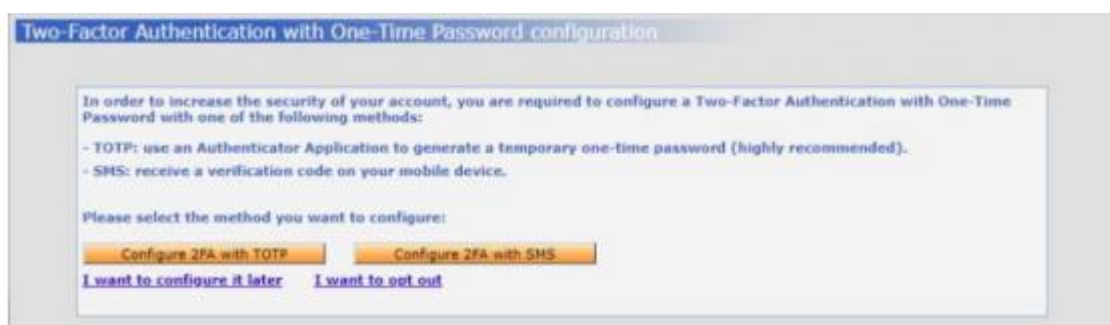 Two-Factor Authentication with One-Time Password configuration
In order to increase the security of your account, you are required to configure a Two-Factor Authentication with One-Time
Password with one of the following methods:
- TOTP: use an Authenticator Application to generate a temporary one-time password (highly recommended).
- SMS: receive a verification code on your mobile device.
Please select the method you want to configure:
Configure 2FA with TOTP Configure 2FA with SMS
I want to configure it later I want to opt out